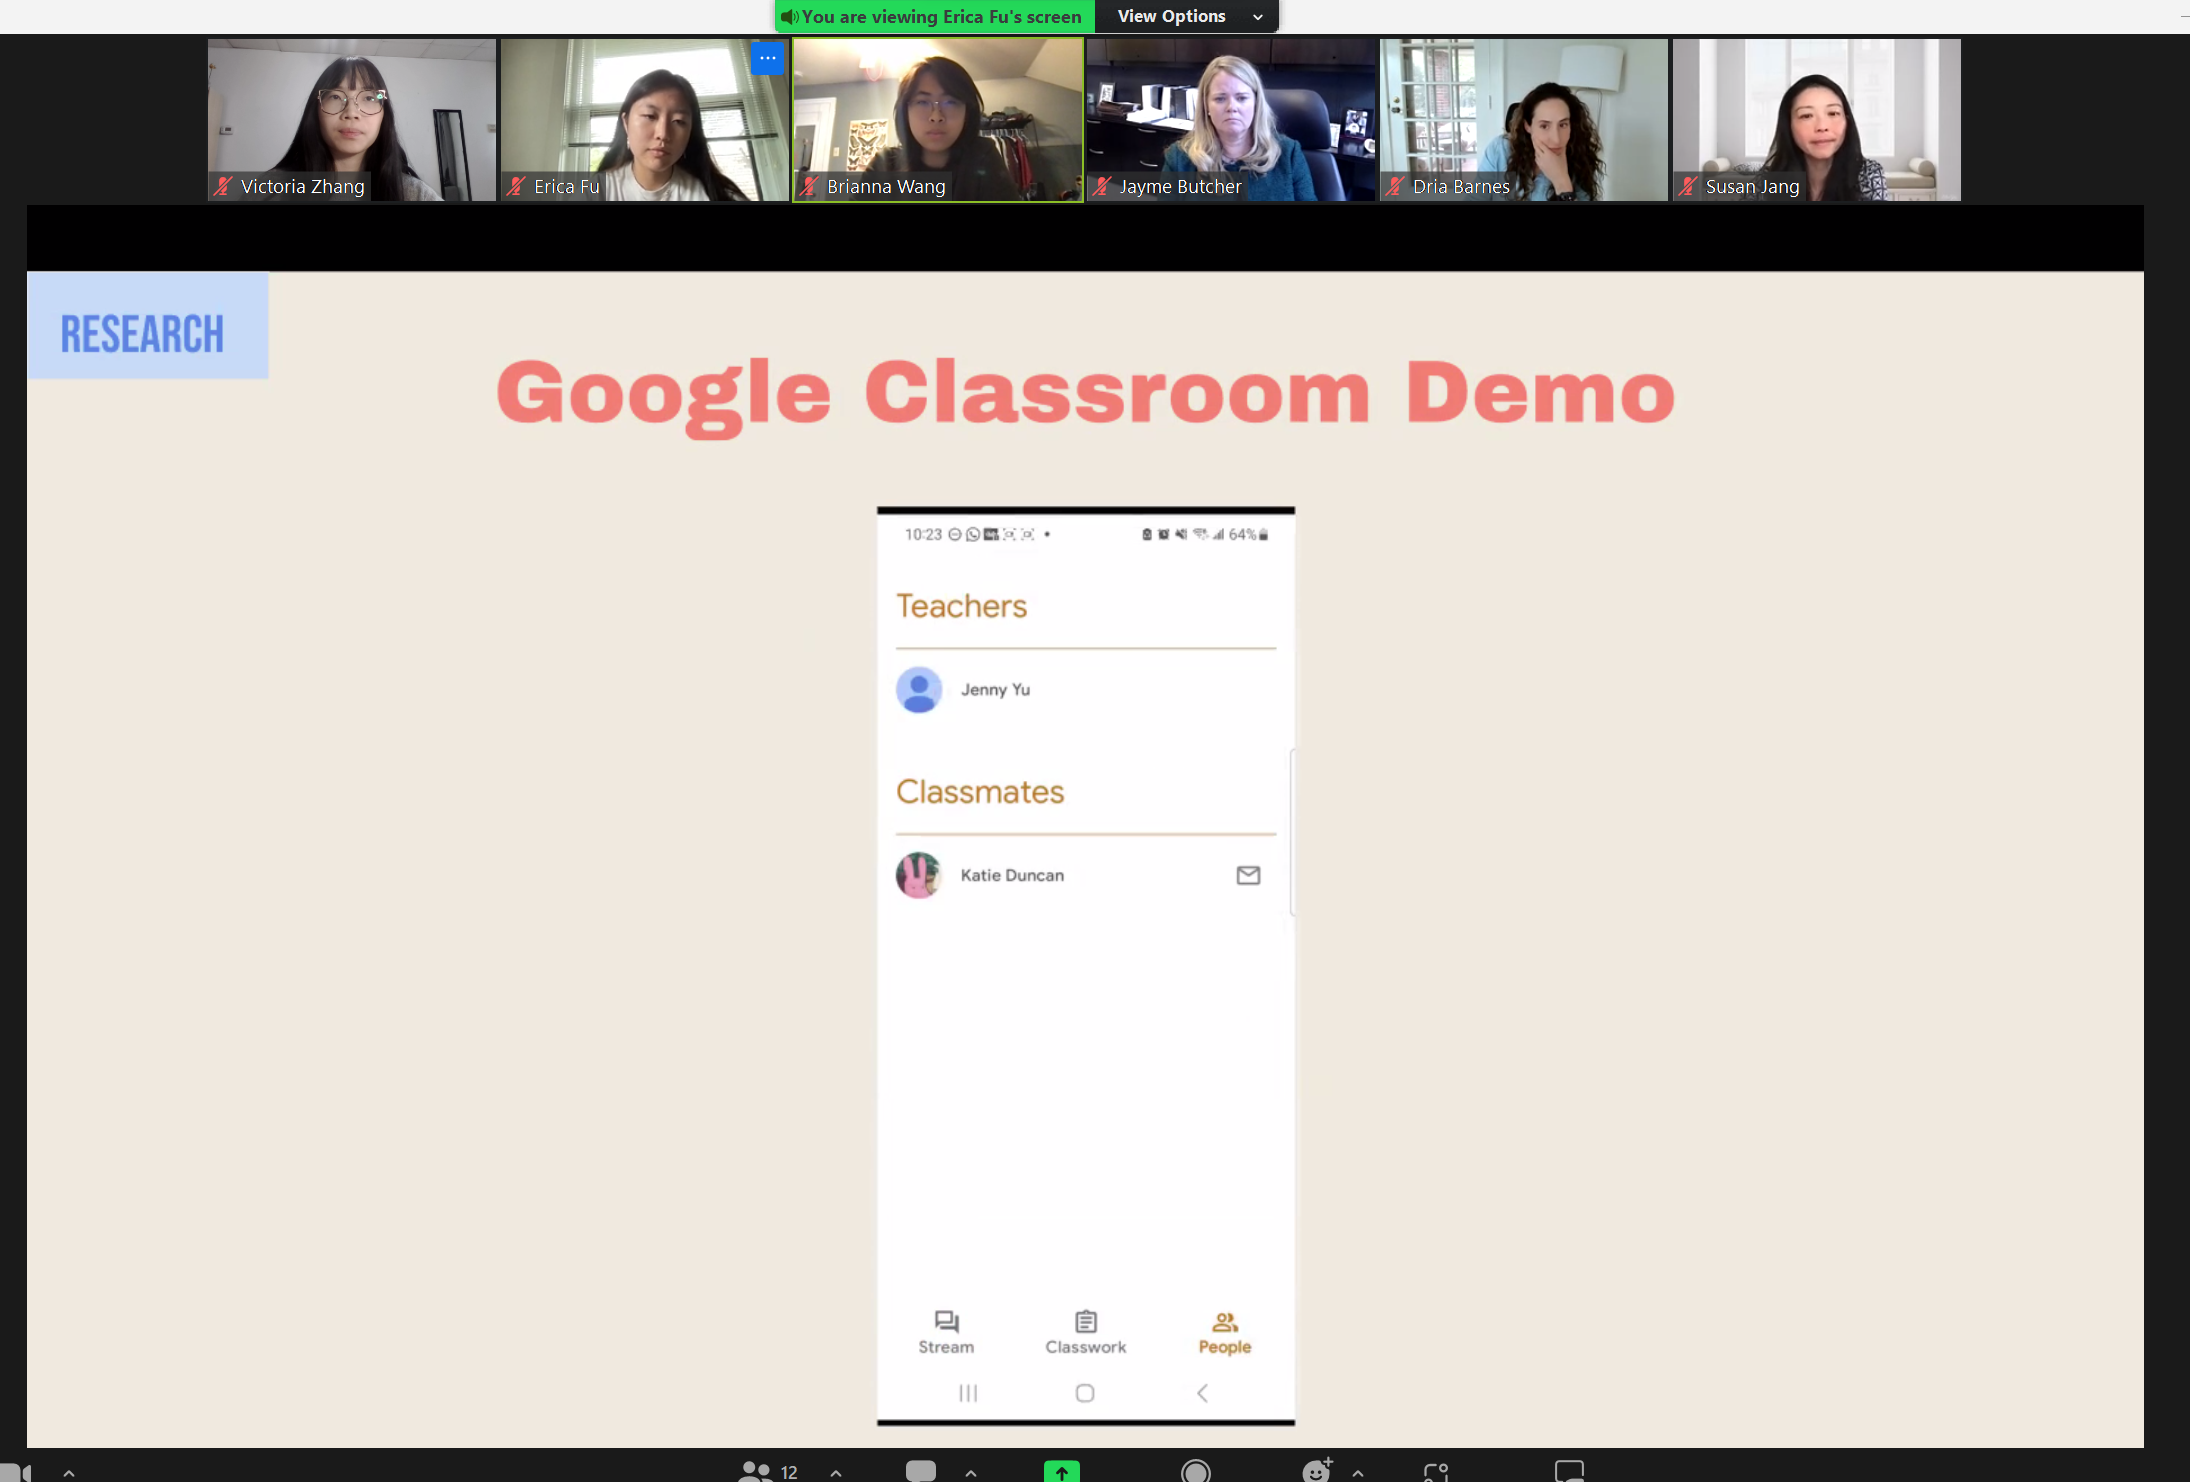 You are viewing Erica Fu's screen
View Options
Victoria Zhang
Erica Fu
Brianna Wang
Jayme Butcher
Dria Barnes
Susan Jang
RESEARCH
Google Classroom Demo
10:23
64%
Teachers
Jenny Yu
Classmates
Katie Duncan
Stream
Classwork
People
12